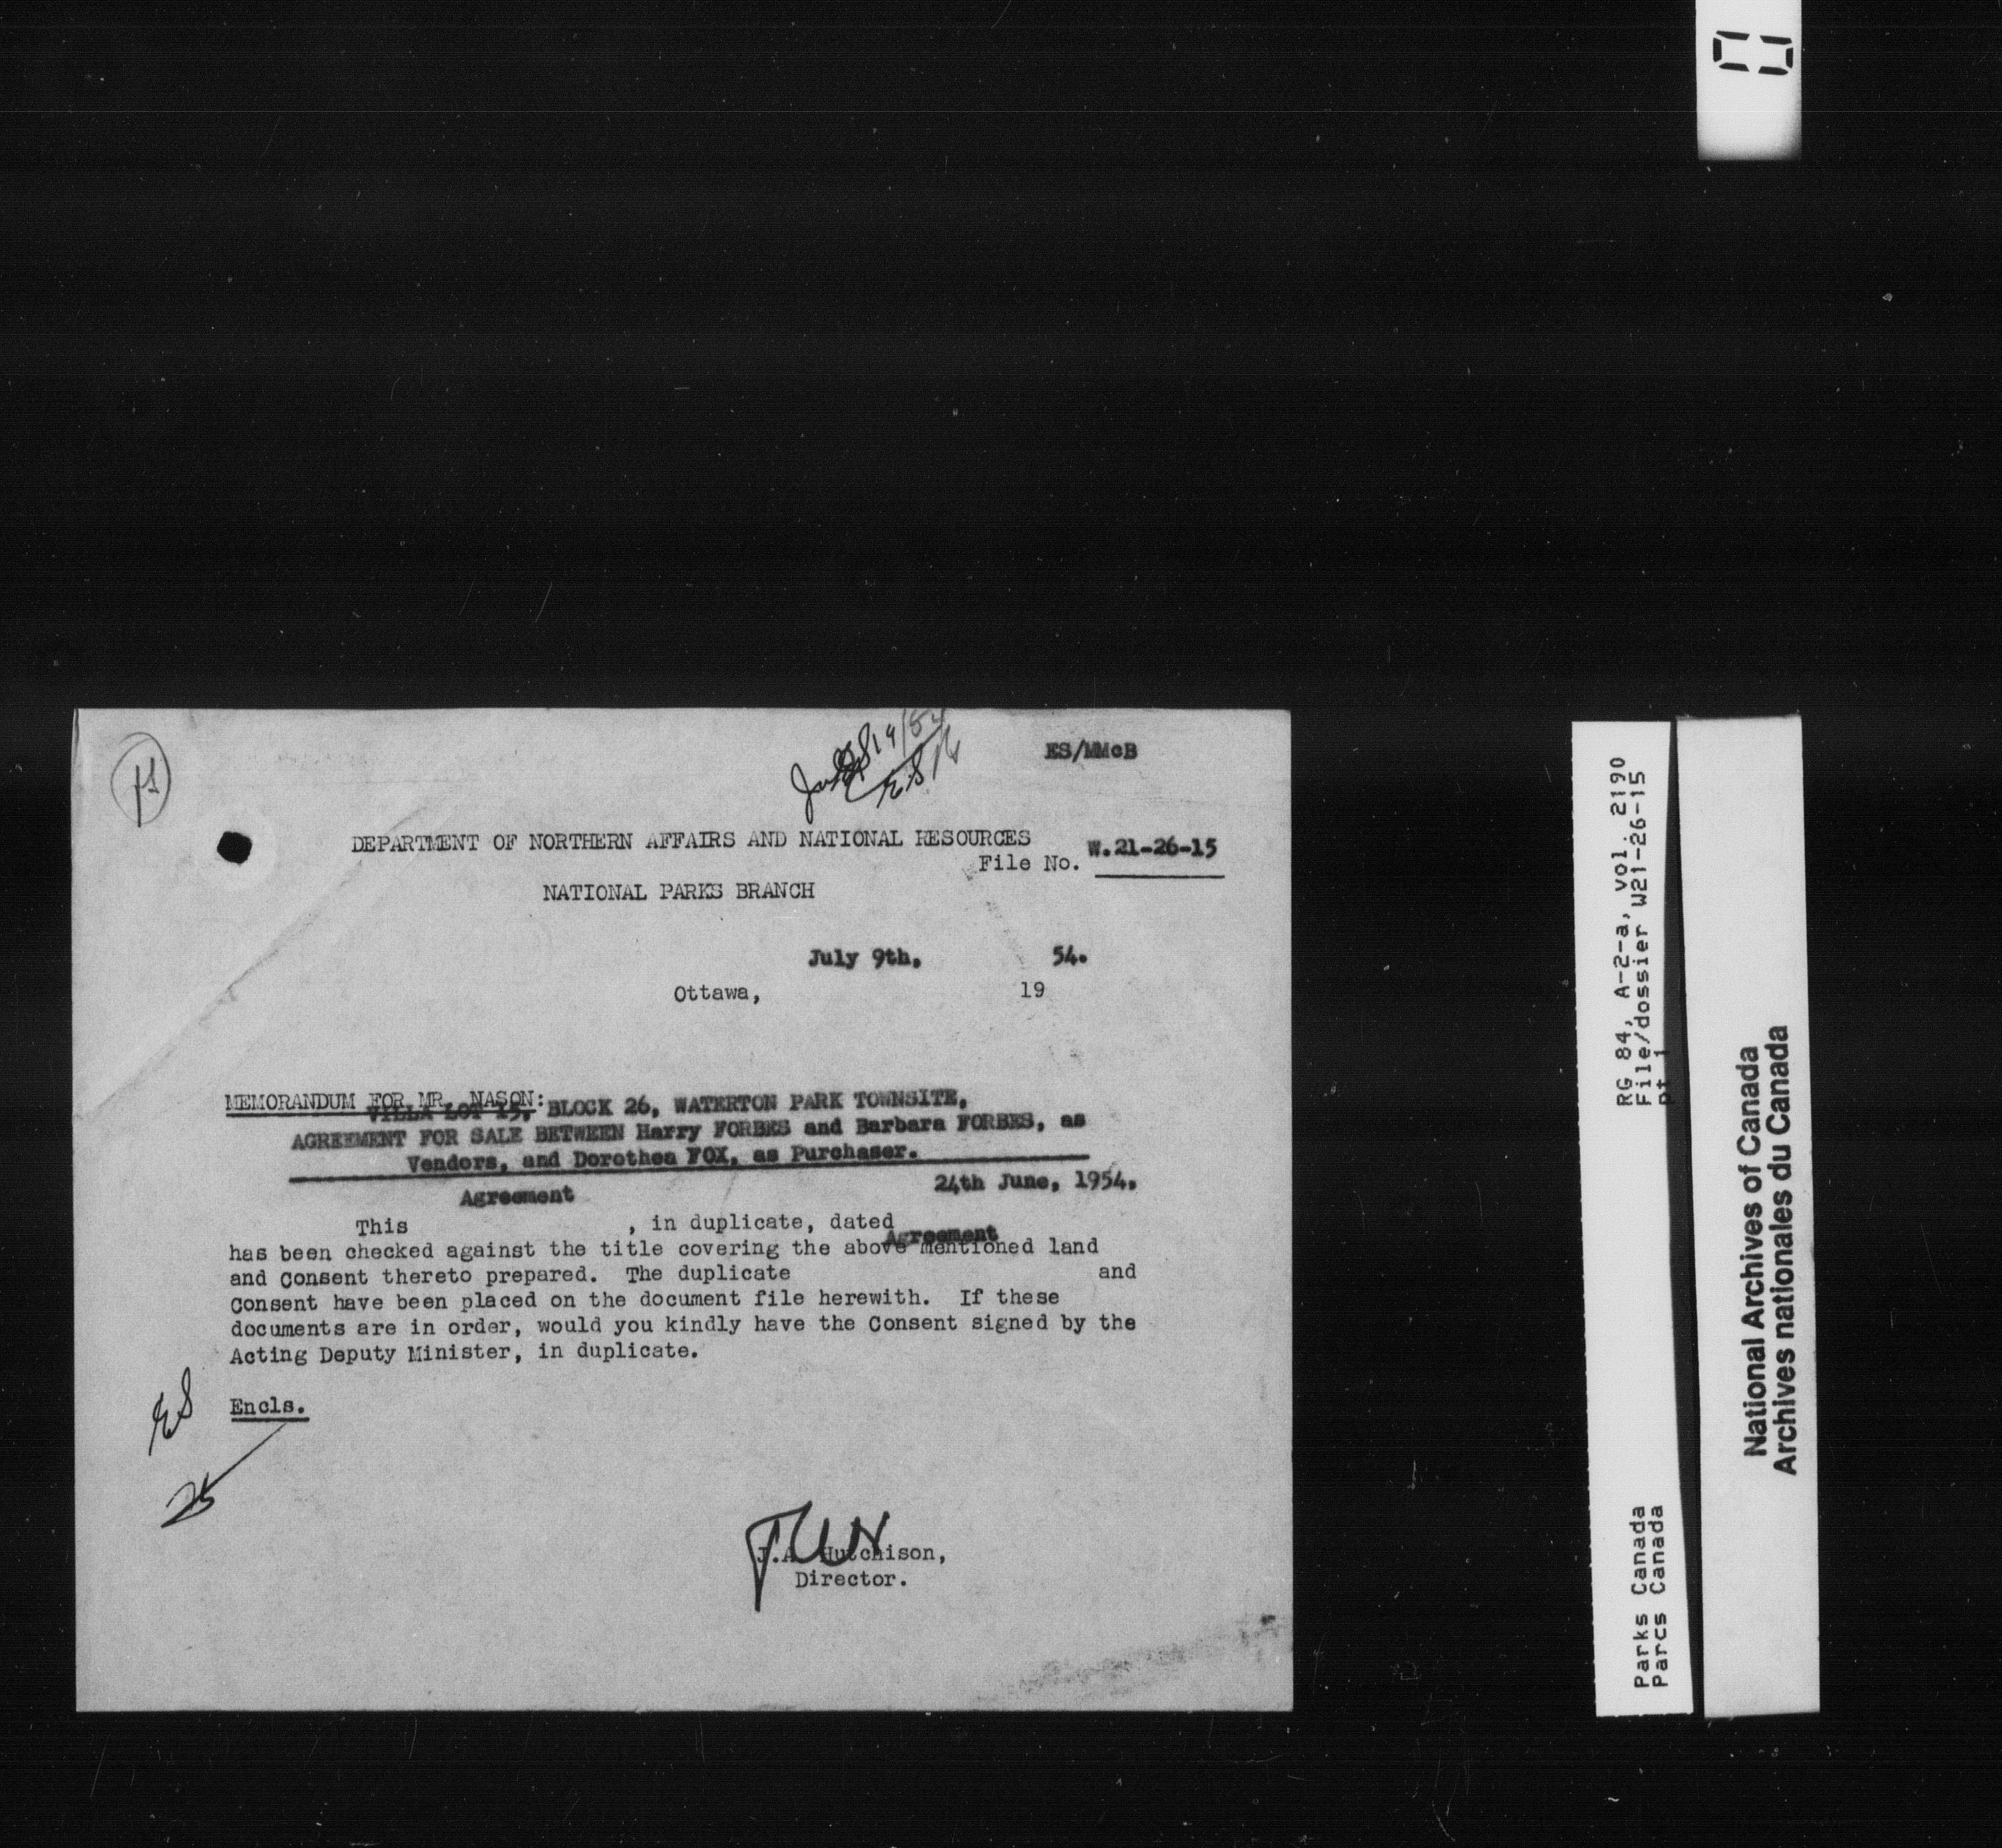 ES/MMcB
DEPARTMENT OF NORTHERN AFFAIRS AND NATIONAL RESOURCES
File No. W.21-26-15
NATIONAL PARKS BRANCH
July 9th, 54.
Ottawa, 19
MEMORANDUM FOR MR. NASON:
VILLA LOT 15, BLOCK 26, WATERTON PARK TOWNSITE,
AGREEMENT FOR SALE BETWEEN Harry FORBES and Barbara FORBES, as
Vendors, and Dorothea FOX, as Purchaser.
Agreement 24th June, 1954.
This , in duplicate, dated
Agreement
has been checked against the title covering the above mentioned land
and Consent thereto prepared. The duplicate and
Consent have been placed on the document file herewith. If these
documents are in order, would you kindly have the Consent signed by the
Acting Deputy Minister, in duplicate.
ES
Encls.
J.A. Hutchison,
Director.
RG 84, A-2-a, vol. 2190
File/dossier W21-26-15
pt 1
Parks Canada
Parcs Canada
National Archives of Canada
Archives nationales du Canada